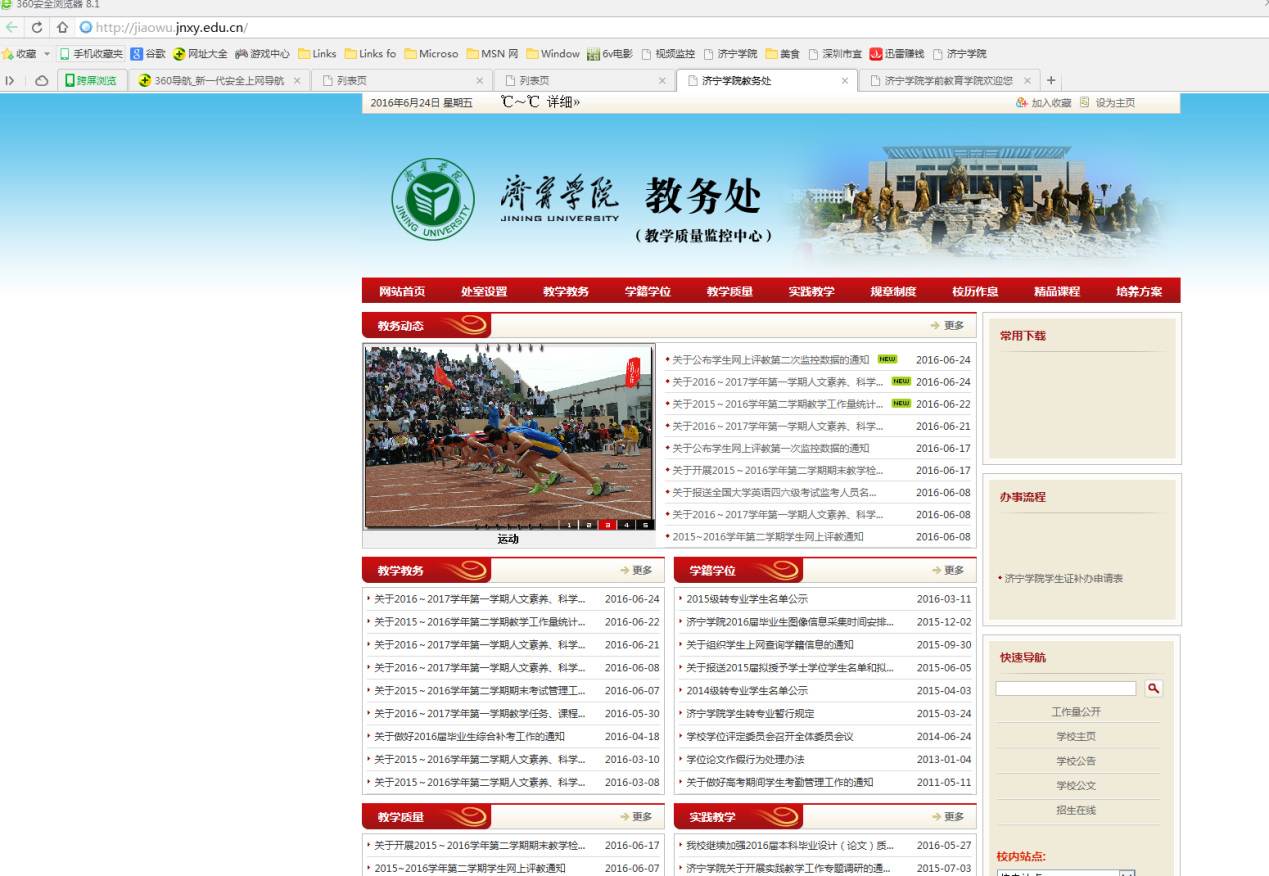 360安全浏览器 8.1
http://jiaowu.jnxy.edu.cn/
收藏 手机收藏夹 谷歌 网址大全 游戏中心 Links Links fo Microso MSN 网 Window 6v电影 视频监控 济宁学院 美食 深圳市宜 迅雷赚钱 济宁学院
跨屏浏览 360导航_新一代安全上网导航 列表页 列表页 济宁学院教务处 济宁学院学前教育学院欢迎您
2016年6月24日 星期五 ℃～℃ 详细» 加入收藏 设为主页
濟寧学院 教务处
JINING UNIVERSITY
（教学质量监控中心）
网站首页 处室设置 教学教务 学籍学位 教学质量 实践教学 规章制度 校历作息 精品课程 培养方案
教务动态 更多
关于公布学生网上评教第二次监控数据的通知 NEW 2016-06-24
关于2016～2017学年第一学期人文素养、科学... NEW 2016-06-24
关于2015～2016学年第二学期教学工作量统计... NEW 2016-06-22
关于2016～2017学年第一学期人文素养、科学... 2016-06-21
关于公布学生网上评教第一次监控数据的通知 2016-06-17
关于开展2015～2016学年第二学期期末教学检... 2016-06-17
关于报送全国大学英语四六级考试监考人员名... 2016-06-08
关于2016～2017学年第一学期人文素养、科学... 2016-06-08
2015~2016学年第二学期学生网上评教通知 2016-06-08
1 2 3 4 5
运动
常用下载
办事流程
济宁学院学生证补办申请表
教学教务 更多
关于2016～2017学年第一学期人文素养、科学... 2016-06-24
关于2015～2016学年第二学期教学工作量统计... 2016-06-22
关于2016～2017学年第一学期人文素养、科学... 2016-06-21
关于2016～2017学年第一学期人文素养、科学... 2016-06-08
关于2015～2016学年第二学期期末考试管理工... 2016-06-07
关于2016～2017学年第一学期教学任务、课程... 2016-05-30
关于做好2016届毕业生综合补考工作的通知 2016-04-18
关于2015～2016学年第二学期人文素养、科学... 2016-03-10
关于2015～2016学年第二学期人文素养、科学... 2016-03-08
学籍学位 更多
2015级转专业学生名单公示 2016-03-11
济宁学院2016届毕业生图像信息采集时间安排... 2015-12-02
关于组织学生上网查询学籍信息的通知 2015-09-30
关于报送2015届拟授予学士学位学生名单和拟... 2015-06-05
2014级转专业学生名单公示 2015-04-03
济宁学院学生转专业暂行规定 2015-03-24
学校学位评定委员会召开全体委员会议 2014-06-24
学位论文作假行为处理办法 2013-01-04
关于做好高考期间学生考勤管理工作的通知 2011-05-11
快速导航
工作量公开
学校主页
学校公告
学校公文
招生在线
校内站点:
教学质量 更多
关于开展2015～2016学年第二学期期末教学检... 2016-06-17
2015~2016学年第二学期学生网上评教通知 2016-06-07
实践教学 更多
我校继续加强2016届本科毕业设计（论文）质... 2016-05-27
济宁学院关于开展实践教学工作专题调研的通... 2015-07-03